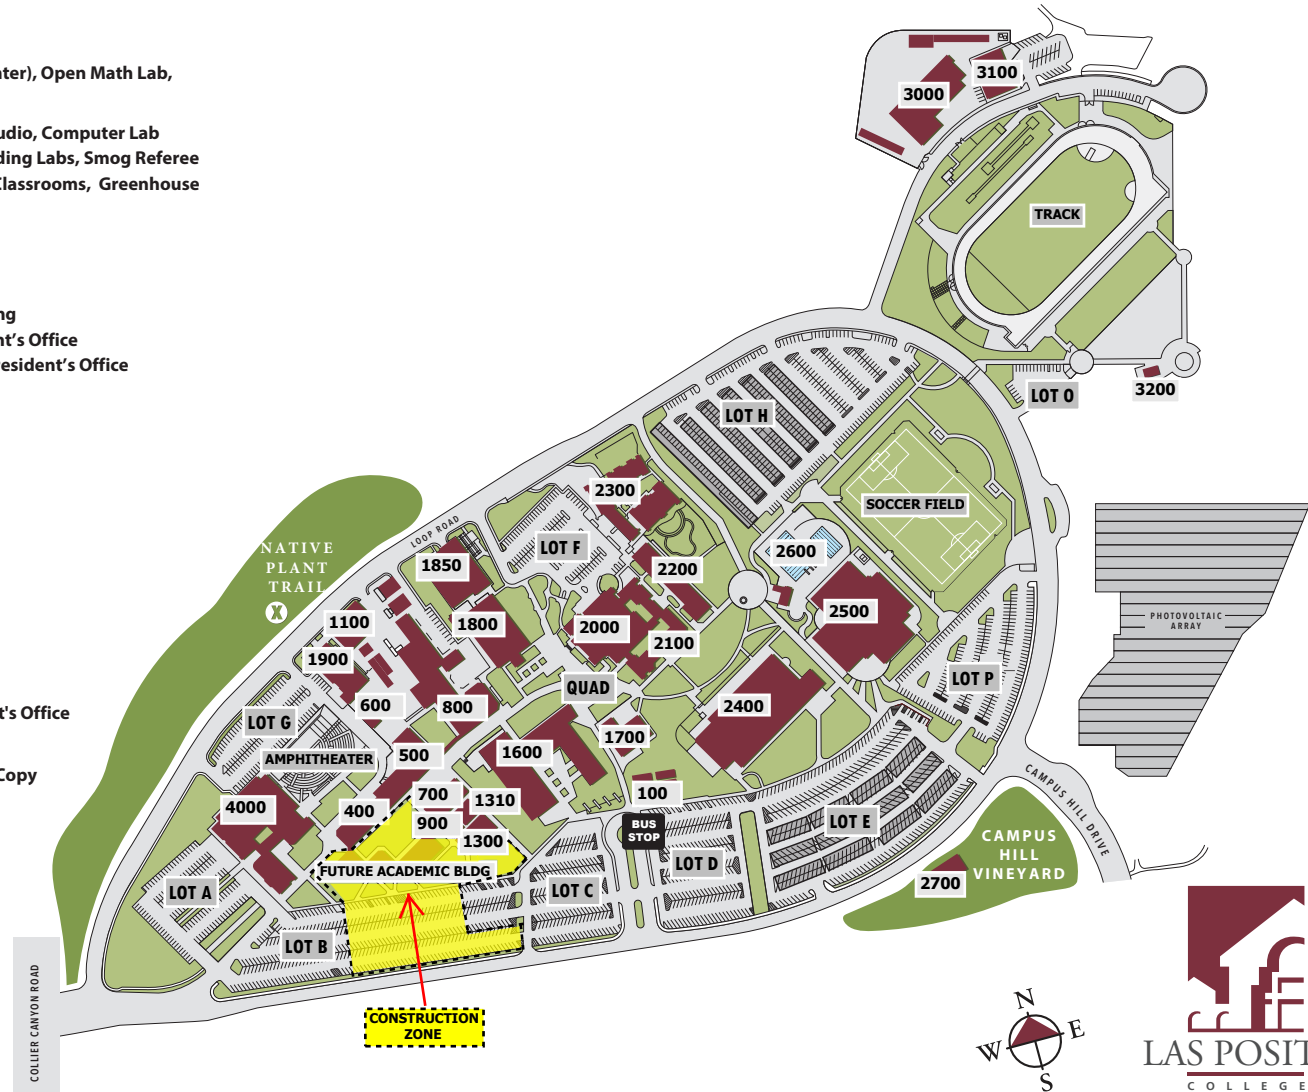 ater), Open Math Lab,
udio, Computer Lab
ding Labs, Smog Referee
Classrooms, Greenhouse
ng
nt's Office
resident's Office
t's Office
Copy
3100
3000
TRACK
LOT O
3200
LOT H
SOCCER FIELD
2300
LOOP ROAD
LOT F
NATIVE
PLANT
TRAIL
X
1850
2600
2200
2500
PHOTOVOLTAIC
ARRAY
1100
1800
2000
2100
1900
LOT P
QUAD
600
800
2400
LOT G
1700
500
1600
AMPHITHEATER
700
100
1310
4000
400
900
1300
BUS
STOP
LOT E
CAMPUS HILL DRIVE
CAMPUS
HILL
VINEYARD
FUTURE ACADEMIC BLDG
LOT D
2700
LOT A
LOT C
LOT B
COLLIER CANYON ROAD
CONSTRUCTION
ZONE
N
W
E
S
LAS POSIT
COLLEGE